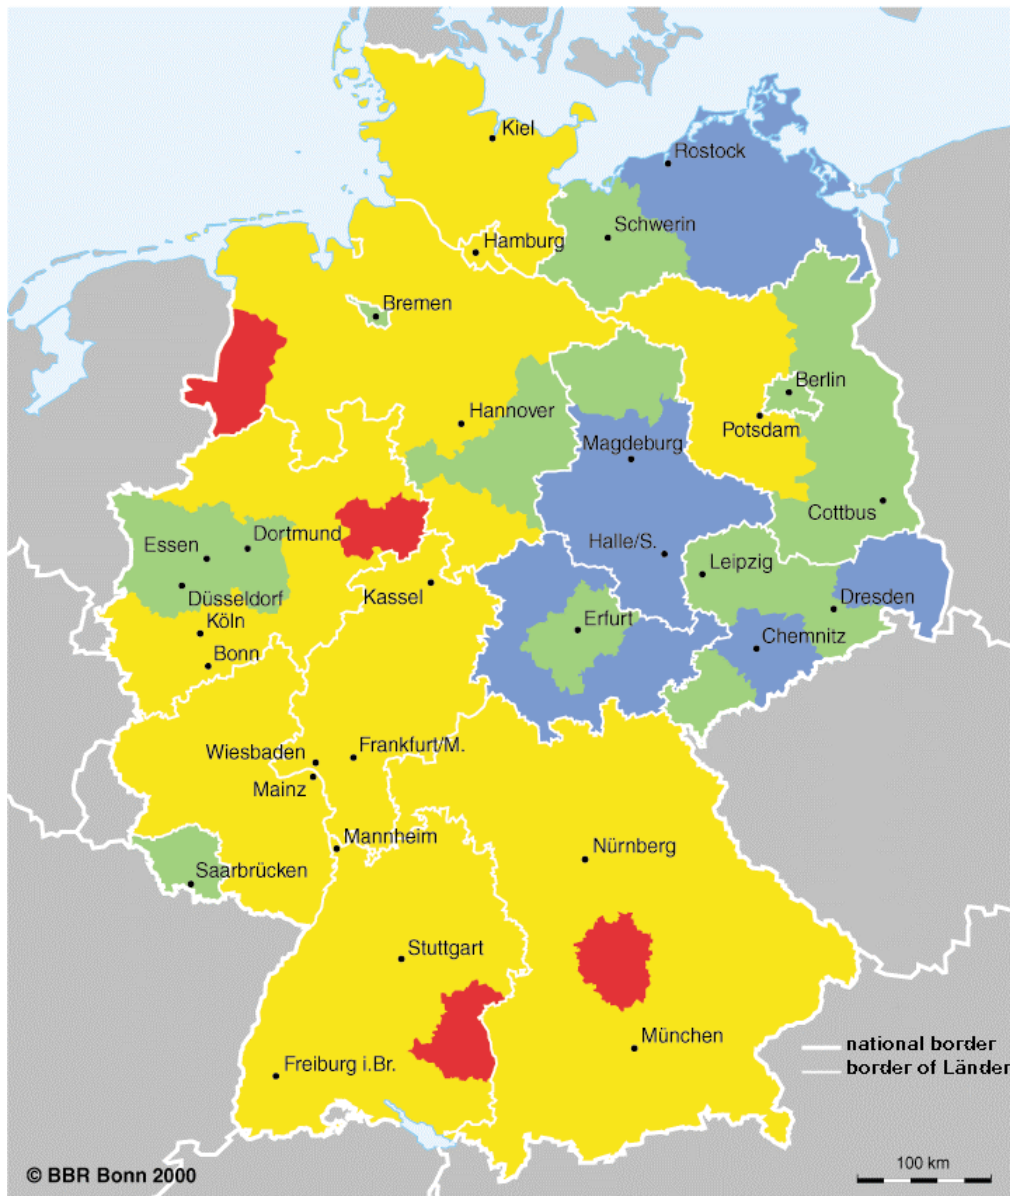 Kiel
Rostock
Schwerin
Hamburg
Bremen
Berlin
Hannover
Potsdam
Magdeburg
Cottbus
Dortmund
Essen
Halle/S.
Leipzig
Düsseldorf
Kassel
Dresden
Köln
Erfurt
Chemnitz
Bonn
Wiesbaden
Frankfurt/M.
Mainz
Mannheim
Nürnberg
Saarbrücken
Stuttgart
München
national border
Freiburg i.Br.
border of Länder
© BBR Bonn 2000
100 km